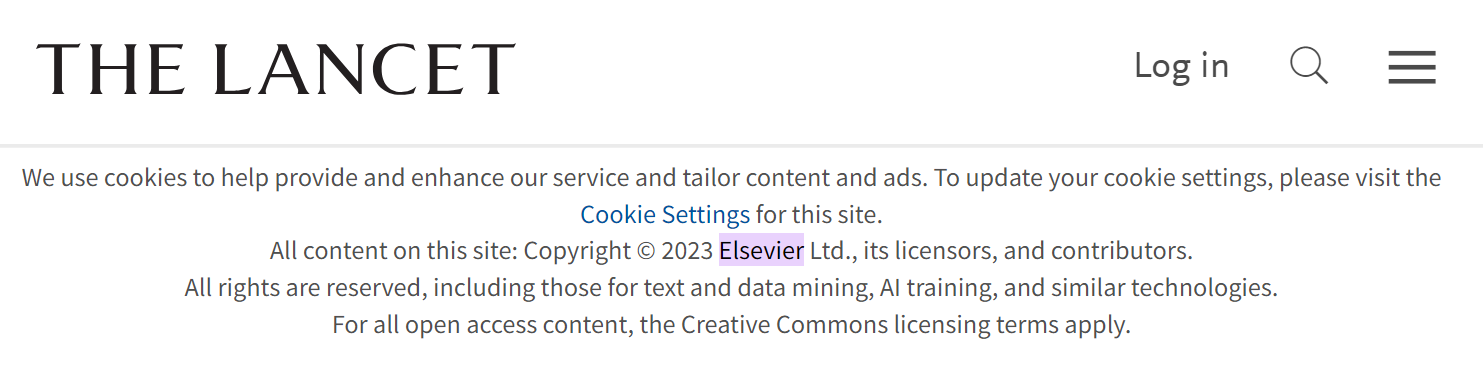 THE LANCET
Log in
We use cookies to help provide and enhance our service and tailor content and ads. To update your cookie settings, please visit the
Cookie Settings for this site.
All content on this site: Copyright © 2023 Elsevier Ltd., its licensors, and contributors.
All rights are reserved, including those for text and data mining, AI training, and similar technologies.
For all open access content, the Creative Commons licensing terms apply.